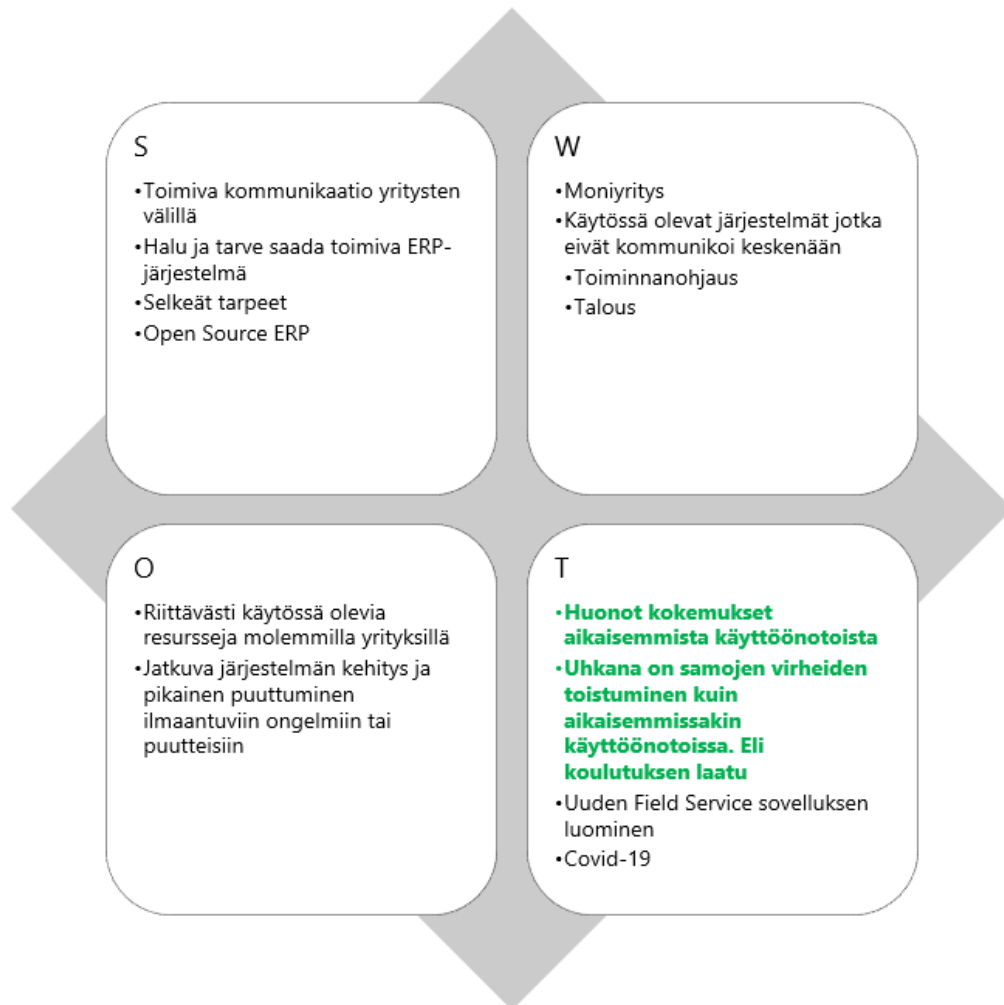 S
•Toimiva kommunikaatio yritysten
välillä
•Halu ja tarve saada toimiva ERP-
järjestelmä
•Selkeät tarpeet
•Open Source ERP
W
•Moniyritys
•Käytössä olevat järjestelmät jotka
eivät kommunikoi keskenään
•Toiminnanohjaus
•Talous
O
•Riittävästi käytössä olevia
resursseja molemmilla yrityksillä
•Jatkuva järjestelmän kehitys ja
pikainen puuttuminen
ilmaantuviin ongelmiin tai
puutteisiin
T
•Huonot kokemukset
aikaisemmista käyttöönotoista
•Uhkana on samojen virheiden
toistuminen kuin
aikaisemmissakin
käyttöönotoissa. Eli
koulutuksen laatu
•Uuden Field Service sovelluksen
luominen
•Covid-19